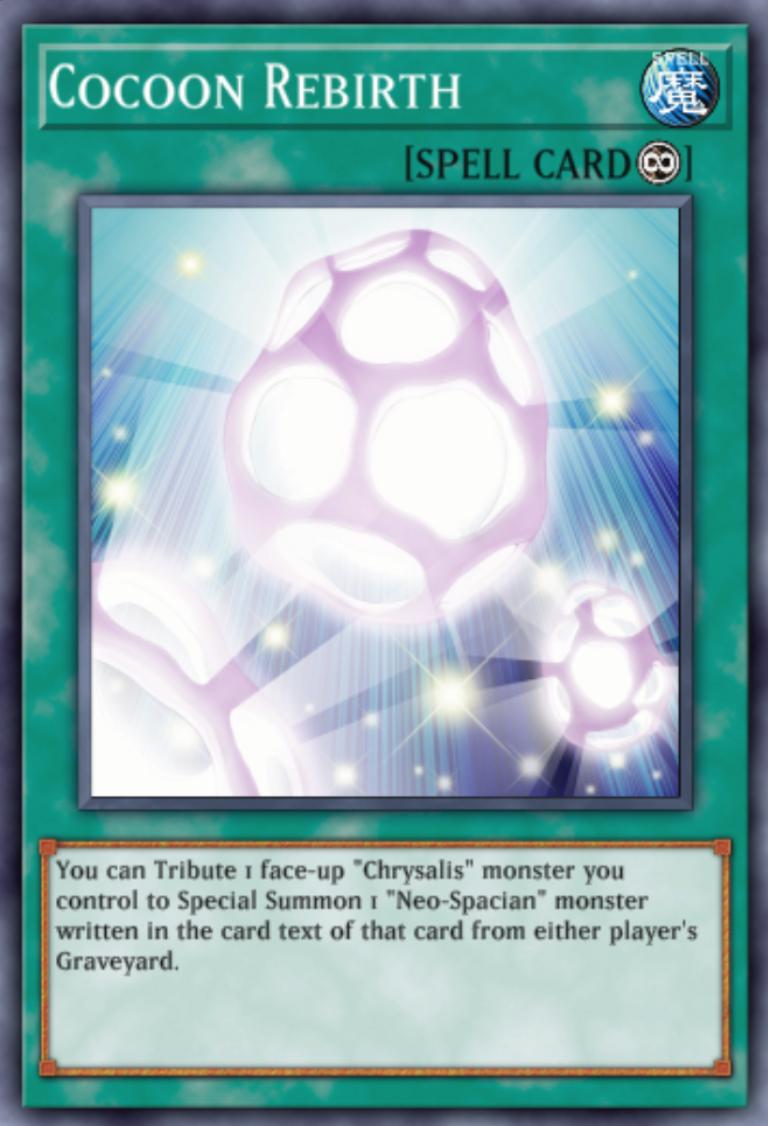 COCOON REBIRTH
SPELL
魔
[SPELL CARD♾]
You can Tribute 1 face-up "Chrysalis" monster you
control to Special Summon 1 "Neo-Spacian" monster
written in the card text of that card from either player's
Graveyard.